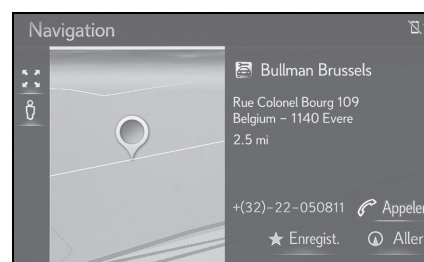 Navigation
Bullman Brussels
Rue Colonel Bourg 109
Belgium – 1140 Evere
2.5 mi
+(32)-22-050811
Appeler
Enregist.
Aller